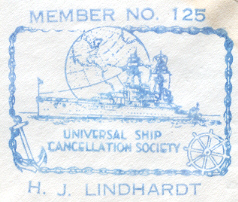 MEMBER NO. 125
UNIVERSAL SHIP
CANCELLATION SOCIETY
H. J. LINDHARDT